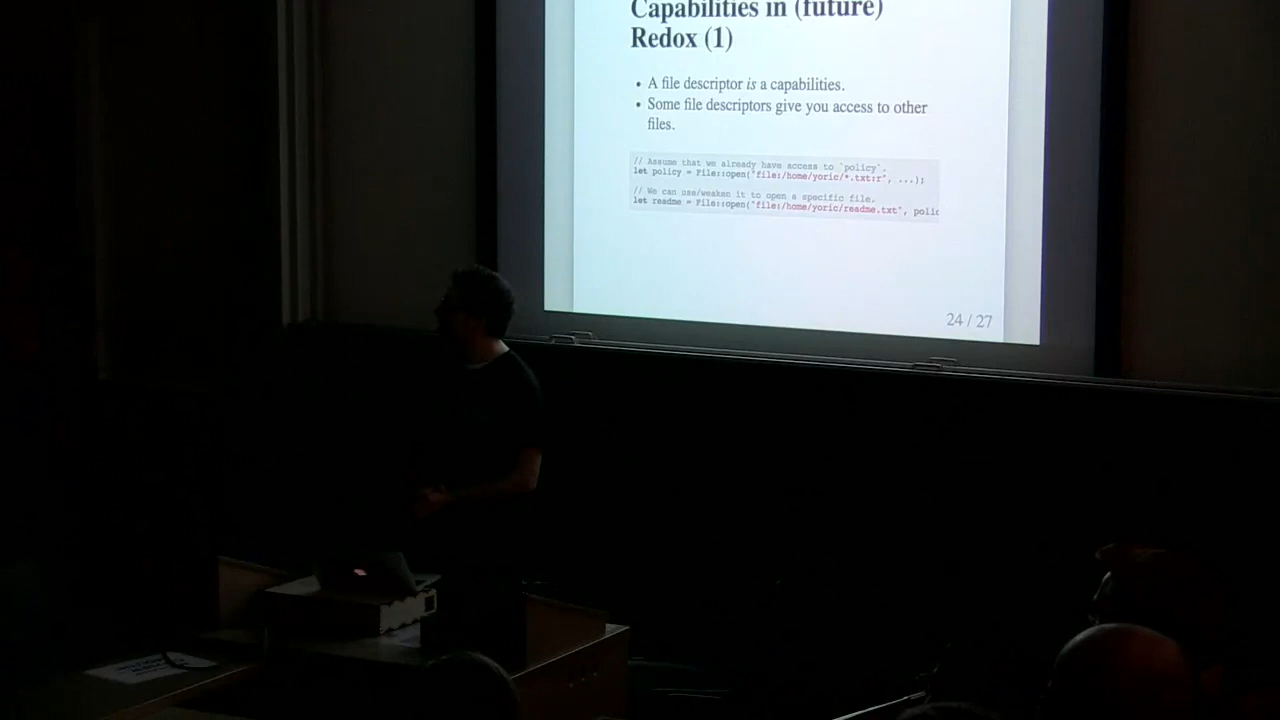 Capabilities in (future)
Redox (1)
• A file descriptor is a capabilities.
• Some file descriptors give you access to other
files.
// Assume that we already have access to `policy`.
let policy = File::open("file:/home/yoric/*.txt:r", ...);
// We can use/weaken it to open a specific file.
let readme = File::open("file:/home/yoric/readme.txt", polic
24 / 27